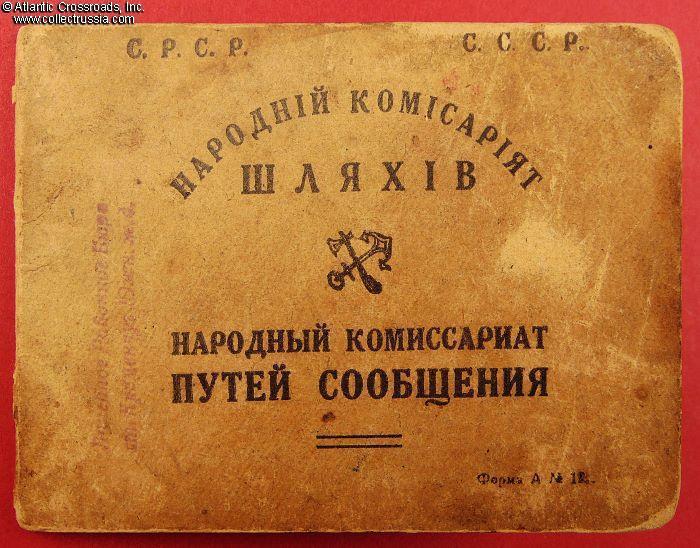 © Atlantic Crossroads, Inc.
www.collectrussia.com
С. Р. С. Р. С. С. С. Р.
НАРОДНІЙ КОМІСАРІЯТ
ШЛЯХІВ
НАРОДНЫЙ КОМИССАРИАТ
ПУТЕЙ СООБЩЕНИЯ
Форма А № 12.